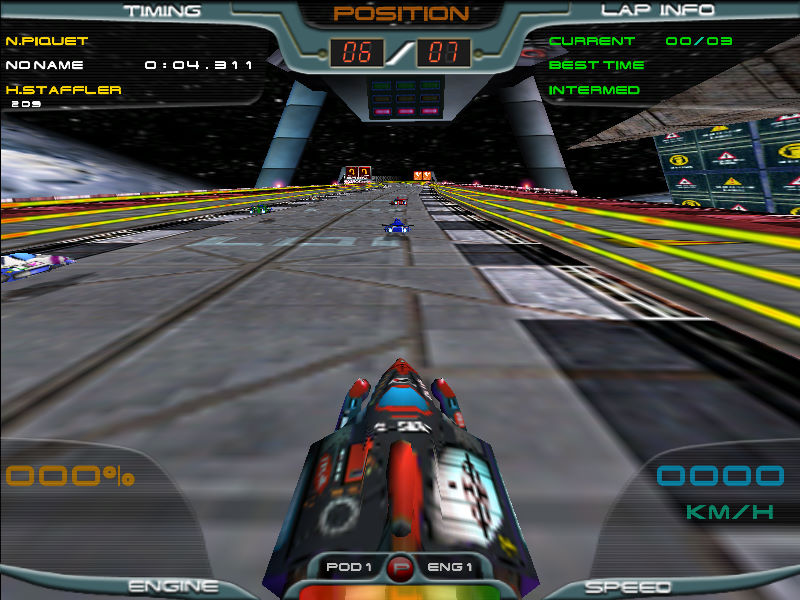 TIMING
POSITION
LAP INFO
N.PIQUET
NO NAME 0:04.311
H.STAFFLER
209
06 / 07
CURRENT 00/03
BEST TIME
INTERMED
000%
0000
KM/H
POD 1 P ENG 1
ENGINE
SPEED